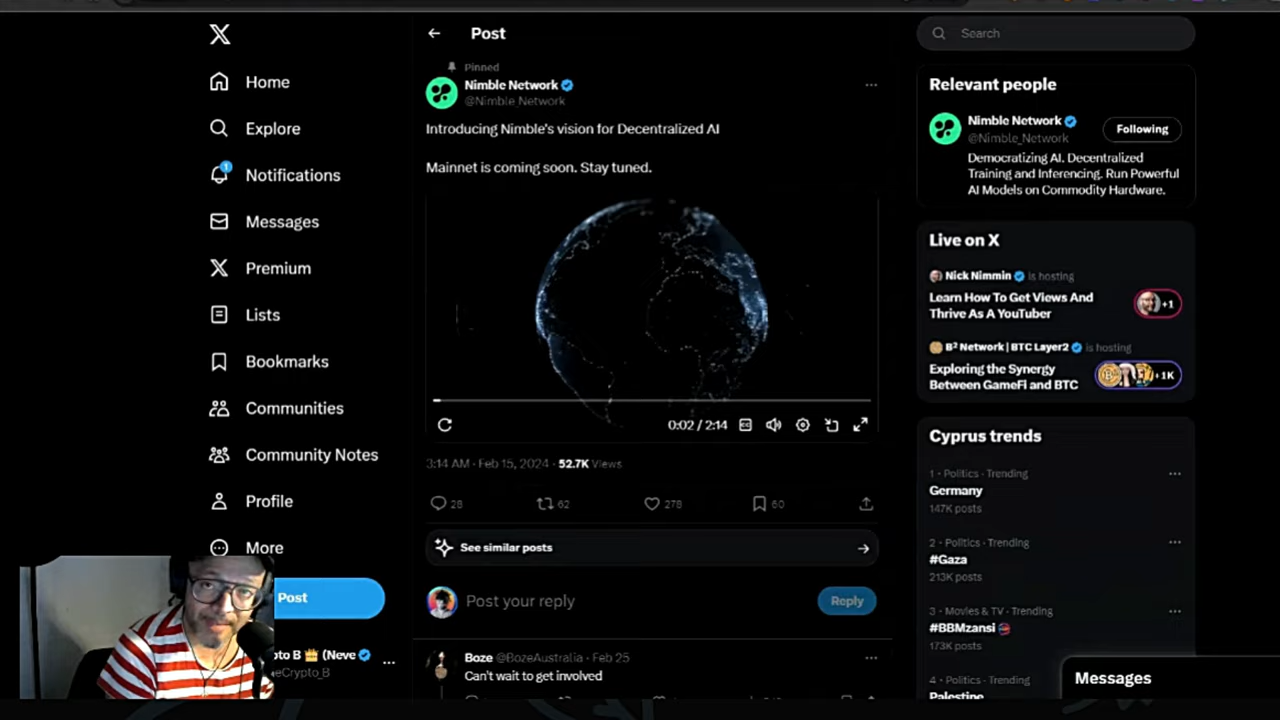 Home
Explore
1
Notifications
Messages
Premium
Lists
Bookmarks
Communities
Community Notes
Profile
More
Post
to B 👑 (Neve
eCrypto_B
Post
Pinned
Nimble Network
@Nimble_Network
Introducing Nimble's vision for Decentralized AI
Mainnet is coming soon. Stay tuned.
0:02 / 2:14
3:14 AM · Feb 15, 2024 · 52.7K Views
28 62 278 60
See similar posts
Post your reply
Reply
Boze @BozeAustralia · Feb 25
Can't wait to get involved
Search
Relevant people
Nimble Network
@Nimble_Network
Following
Democratizing AI. Decentralized
Training and Inferencing. Run Powerful
AI Models on Commodity Hardware.
Live on X
Nick Nimmin is hosting
Learn How To Get Views And
Thrive As A YouTuber
+1
B² Network | BTC Layer2 is hosting
Exploring the Synergy
Between GameFi and BTC
+1K
Cyprus trends
1 · Politics · Trending
Germany
147K posts
2 · Politics · Trending
#Gaza
213K posts
3 · Movies & TV · Trending
#BBMzansi
173K posts
4 · Politics · Trending
Palestine
Messages